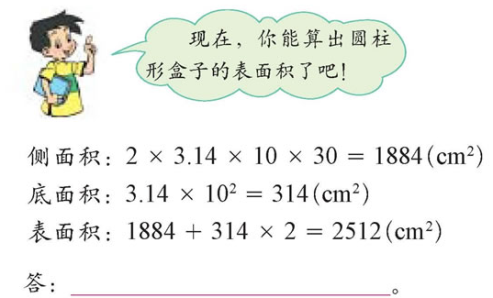 现在，你能算出圆柱
形盒子的表面积了吧！
侧面积：2 × 3.14 × 10 × 30 = 1884(cm²)
底面积：3.14 × 10² = 314(cm²)
表面积：1884 + 314 × 2 = 2512(cm²)
答：。